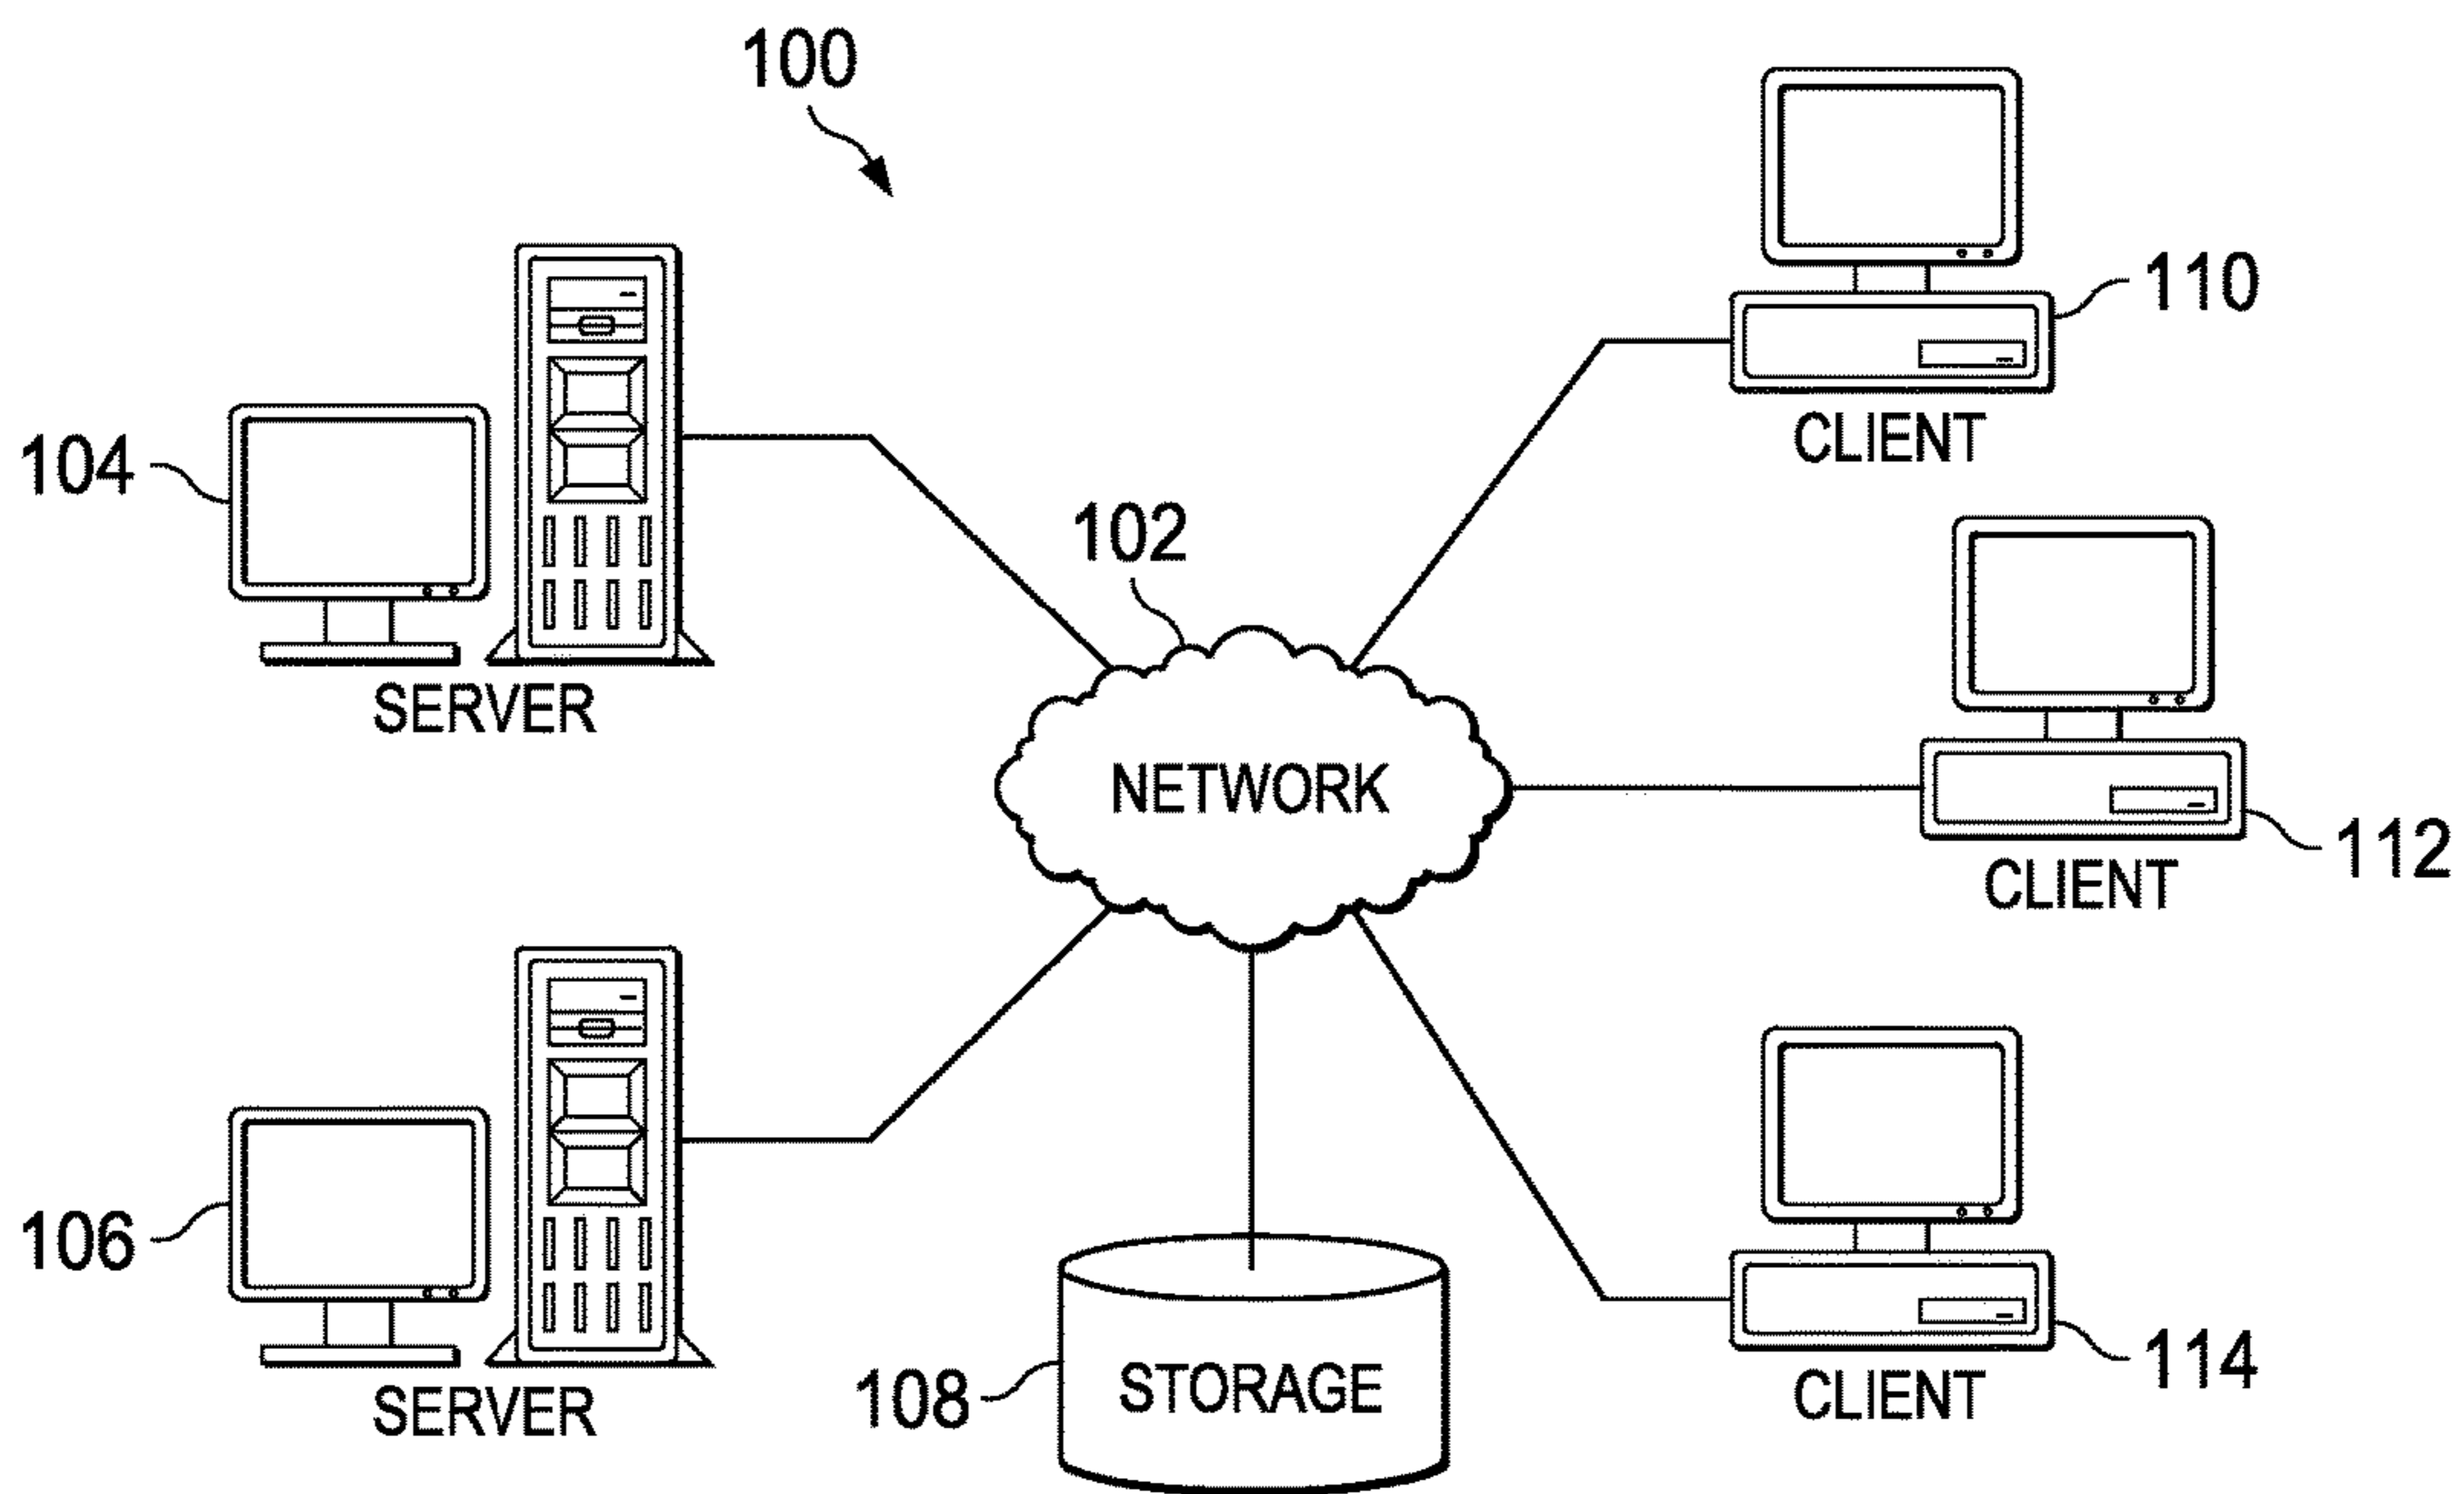 100
110
CLIENT
104
SERVER
102
NETWORK
112
CLIENT
106
SERVER
108
STORAGE
114
CLIENT